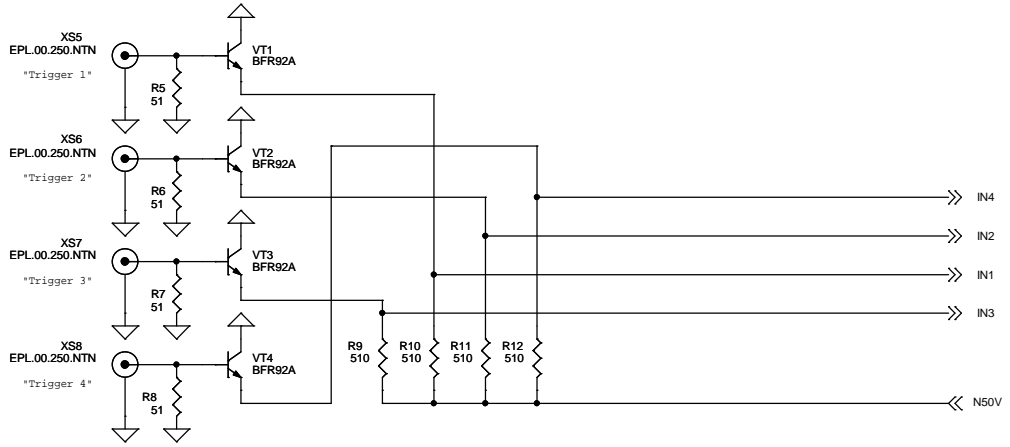 XS5
EPL.00.250.NTN
"Trigger 1"
R5
51
VT1
BFR92A
XS6
EPL.00.250.NTN
"Trigger 2"
R6
51
VT2
BFR92A
XS7
EPL.00.250.NTN
"Trigger 3"
R7
51
VT3
BFR92A
XS8
EPL.00.250.NTN
"Trigger 4"
R8
51
VT4
BFR92A
R9
510
R10
510
R11
510
R12
510
IN4
IN2
IN1
IN3
N50V